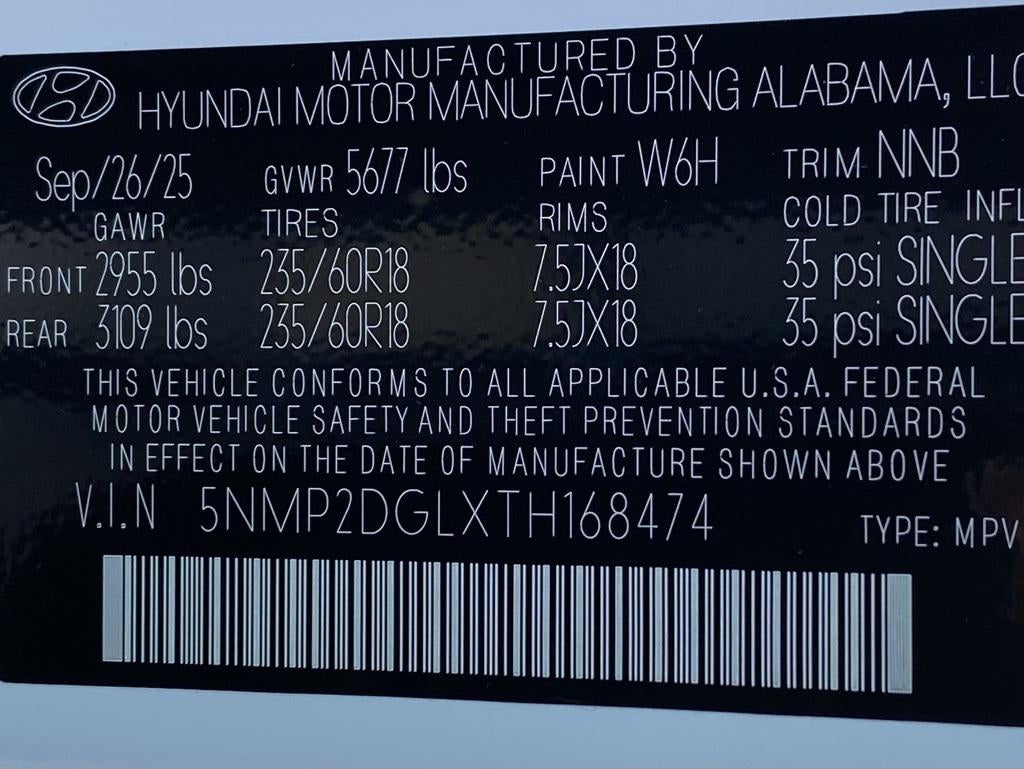 MANUFACTURED BY
HYUNDAI MOTOR MANUFACTURING ALABAMA, LLC
Sep/26/25 GVWR 5677 lbs PAINT W6H TRIM NNB
GAWR TIRES RIMS COLD TIRE INFL
FRONT 2955 lbs 235/60R18 7.5JX18 35 psi SINGLE
REAR 3109 lbs 235/60R18 7.5JX18 35 psi SINGLE
THIS VEHICLE CONFORMS TO ALL APPLICABLE U.S.A. FEDERAL
MOTOR VEHICLE SAFETY AND THEFT PREVENTION STANDARDS
IN EFFECT ON THE DATE OF MANUFACTURE SHOWN ABOVE
V.I.N 5NMP2DGLXTH168474 TYPE: MPV